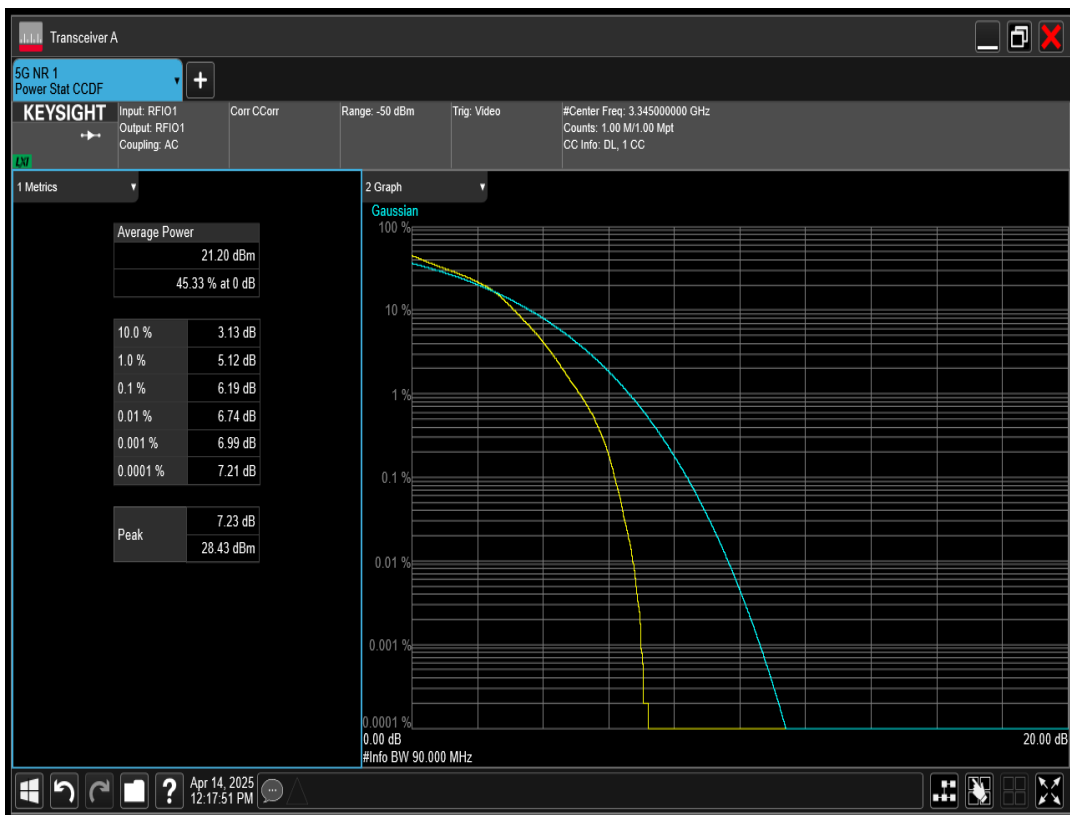 Transceiver A
5G NR 1
Power Stat CCDF
+
KEYSIGHT
LXI
Input: RFIO1
Output: RFIO1
Coupling: AC
Corr CCorr
Range: -50 dBm
Trig: Video
#Center Freq: 3.345000000 GHz
Counts: 1.00 M/1.00 Mpt
CC Info: DL, 1 CC
1 Metrics
Average Power
21.20 dBm
45.33 % at 0 dB
10.0 % 3.13 dB
1.0 % 5.12 dB
0.1 % 6.19 dB
0.01 % 6.74 dB
0.001 % 6.99 dB
0.0001 % 7.21 dB
Peak
7.23 dB
28.43 dBm
2 Graph
Gaussian
100 %
10 %
1 %
0.1 %
0.01 %
0.001 %
0.0001 %
0.00 dB 20.00 dB
#Info BW 90.000 MHz
?
Apr 14, 2025
12:17:51 PM